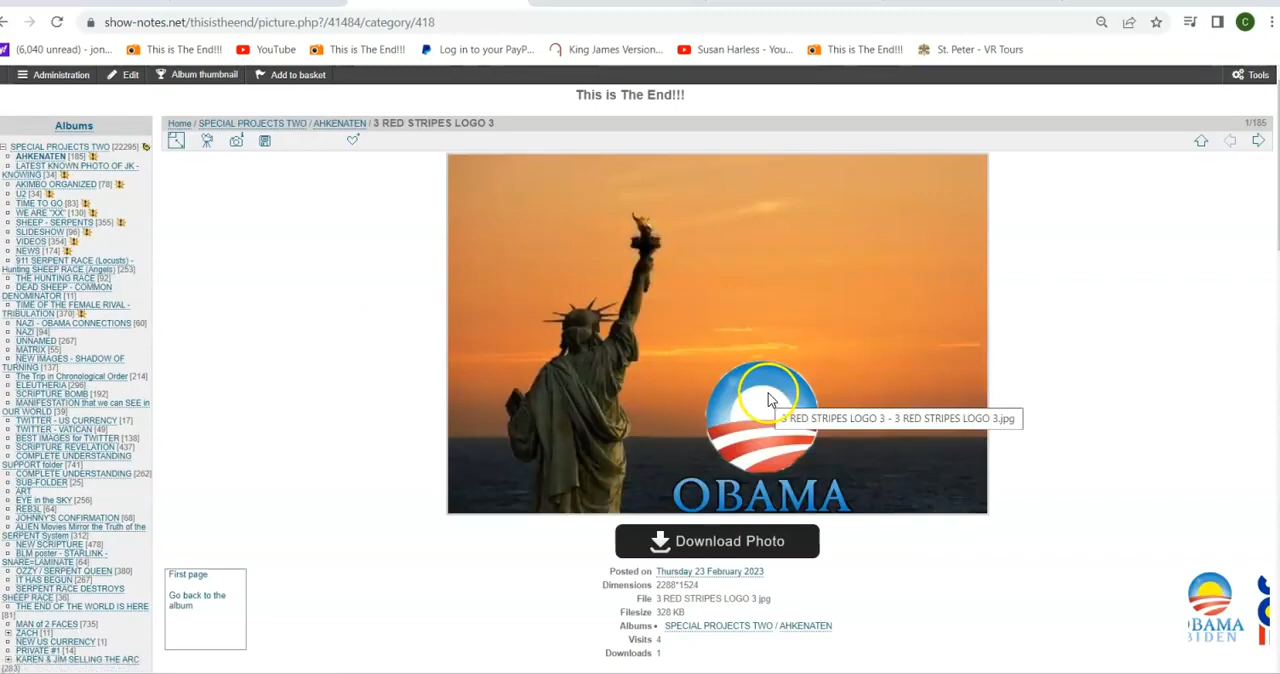 show-notes.net/thisistheend/picture.php?/41484/category/418
(6,040 unread) - jon...
This is The End!!!
YouTube
This is The End!!!
Log in to your PayP...
King James Version...
Susan Harless - You...
This is The End!!!
St. Peter - VR Tours
C
Administration
Edit
Album thumbnail
Add to basket
Tools
This is The End!!!
Albums
Home / SPECIAL PROJECTS TWO / AHKENATEN / 3 RED STRIPES LOGO 3
1/185
SPECIAL PROJECTS TWO [22295]
AHKENATEN [185]
LATEST KNOWN PHOTO OF JK -
KNOWING [34]
AKIMBO ORGANIZED [78]
U2 [34]
TIME TO GO [83]
WE ARE "XX" [130]
SHEEP - SERPENTS [355]
SLIDESHOW [96]
VIDEOS [354]
NEWS [174]
911 SERPENT RACE (Locusts) -
Hunting SHEEP RACE (Angels) [253]
THE HUNTING RACE [92]
DEAD SHEEP - COMMON
DENOMINATOR [11]
TIME OF THE FEMALE RIVAL -
TRIBULATION [370]
NAZI - OBAMA CONNECTIONS [60]
NAZI [94]
UNNAMED [267]
MATRIX [55]
NEW IMAGES - SHADOW OF
TURNING [137]
The Trip in Chronological Order [214]
ELEUTHERIA [296]
SCRIPTURE BOMB [192]
MANIFESTATION that we can SEE in
OUR WORLD [39]
TWITTER - US CURRENCY [17]
TWITTER - VATICAN [49]
BEST IMAGES for TWITTER [138]
SCRIPTURE REVELATION [437]
COMPLETE UNDERSTANDING
SUPPORT folder [741]
COMPLETE UNDERSTANDING [262]
SUB-FOLDER [25]
ART
EYE in the SKY [256]
REB3L [64]
JOHNNY'S CONFIRMATION [68]
ALIEN Movies Mirror the Truth of the
SERPENT System [312]
NEW SCRIPTURE [478]
BLM poster - STARLINK -
SNARE=LAMINATE [64]
OZZY / SERPENT QUEEN [380]
IT HAS BEGUN [267]
SERPENT RACE DESTROYS
SHEEP RACE [36]
THE END OF THE WORLD IS HERE
[81]
MAN of 2 FACES [735]
ZACH [11]
NEW US CURRENCY [1]
PRIVATE #1 [14]
KAREN & JIM SELLING THE ARC
[283]
3 RED STRIPES LOGO 3 - 3 RED STRIPES LOGO 3.jpg
OBAMA
Download Photo
First page
Go back to the
album
Posted on Thursday 23 February 2023
Dimensions 2288*1524
File 3 RED STRIPES LOGO 3.jpg
Filesize 328 KB
Albums SPECIAL PROJECTS TWO / AHKENATEN
Visits 4
Downloads 1
OBAMA
BIDEN